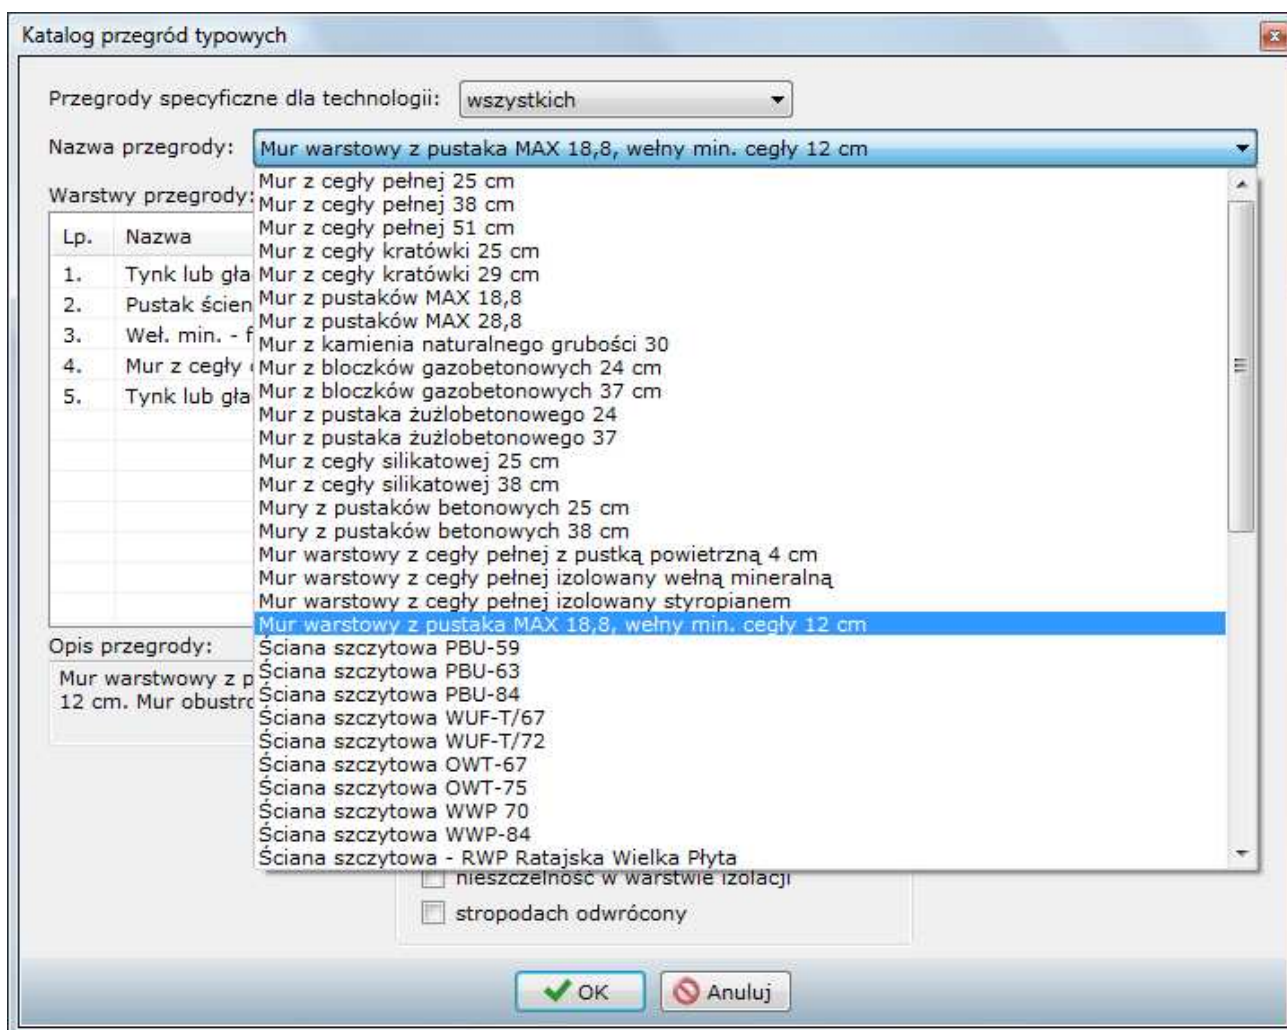 Katalog przegród typowych
Przegrody specyficzne dla technologii: wszystkich
Nazwa przegrody: Mur warstowy z pustaka MAX 18,8, wełny min. cegły 12 cm
Warstwy przegrody:
Lp. Nazwa
1. Tynk lub gła
2. Pustak ścien
3. Weł. min. - f
4. Mur z cegły
5. Tynk lub gła
Mur z cegły pełnej 25 cm
Mur z cegły pełnej 38 cm
Mur z cegły pełnej 51 cm
Mur z cegły kratówki 25 cm
Mur z cegły kratówki 29 cm
Mur z pustaków MAX 18,8
Mur z pustaków MAX 28,8
Mur z kamienia naturalnego grubości 30
Mur z bloczków gazobetonowych 24 cm
Mur z bloczków gazobetonowych 37 cm
Mur z pustaka żużlobetonowego 24
Mur z pustaka żużlobetonowego 37
Mur z cegły silikatowej 25 cm
Mur z cegły silikatowej 38 cm
Mury z pustaków betonowych 25 cm
Mury z pustaków betonowych 38 cm
Mur warstowy z cegły pełnej z pustką powietrzną 4 cm
Mur warstowy z cegły pełnej izolowany wełną mineralną
Mur warstowy z cegły pełnej izolowany styropianem
Mur warstowy z pustaka MAX 18,8, wełny min. cegły 12 cm
Ściana szczytowa PBU-59
Ściana szczytowa PBU-63
Ściana szczytowa PBU-84
Ściana szczytowa WUF-T/67
Ściana szczytowa WUF-T/72
Ściana szczytowa OWT-67
Ściana szczytowa OWT-75
Ściana szczytowa WWP 70
Ściana szczytowa WWP-84
Ściana szczytowa - RWP Ratajska Wielka Płyta
Opis przegrody:
Mur warstwowy z p
12 cm. Mur obustro
nieszczelność w warstwie izolacji
stropodach odwrócony
OK
Anuluj